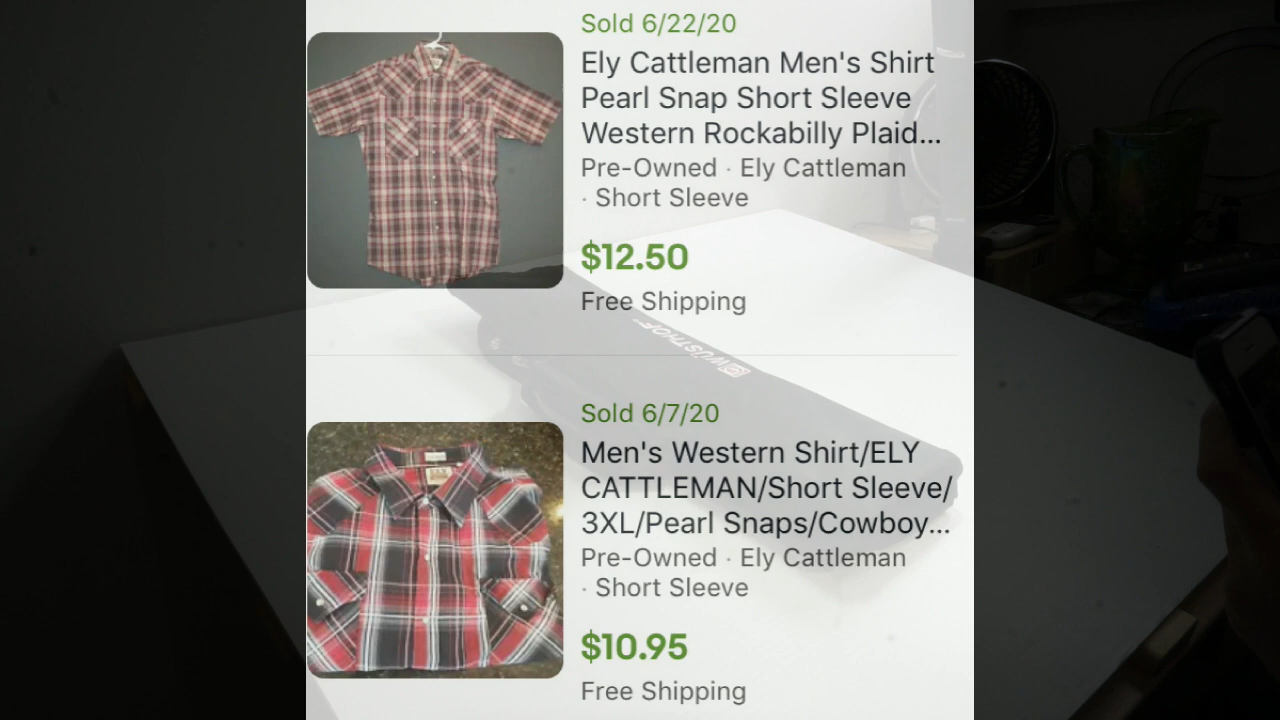 Sold 6/22/20
Ely Cattleman Men's Shirt
Pearl Snap Short Sleeve
Western Rockabilly Plaid...
Pre-Owned · Ely Cattleman
· Short Sleeve
$12.50
Free Shipping
WÜSTHOF
Sold 6/7/20
Men's Western Shirt/ELY
CATTLEMAN/Short Sleeve/
3XL/Pearl Snaps/Cowboy...
Pre-Owned · Ely Cattleman
· Short Sleeve
$10.95
Free Shipping